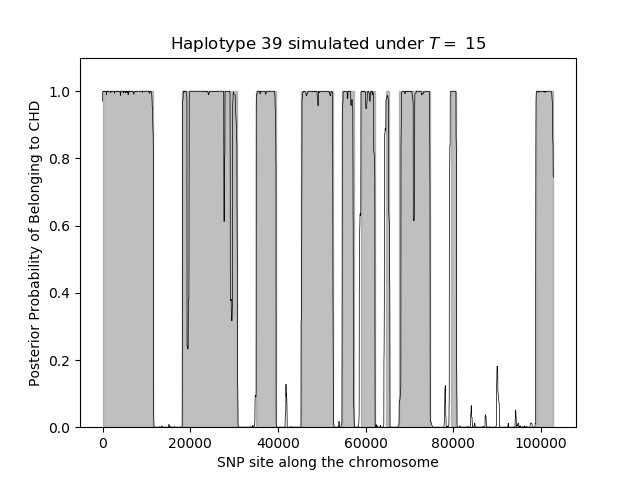 Haplotype 39 simulated under T = 15
1.0
0.8
0.6
0.4
0.2
0.0
Posterior Probability of Belonging to CHD
0 20000 40000 60000 80000 100000
SNP site along the chromosome